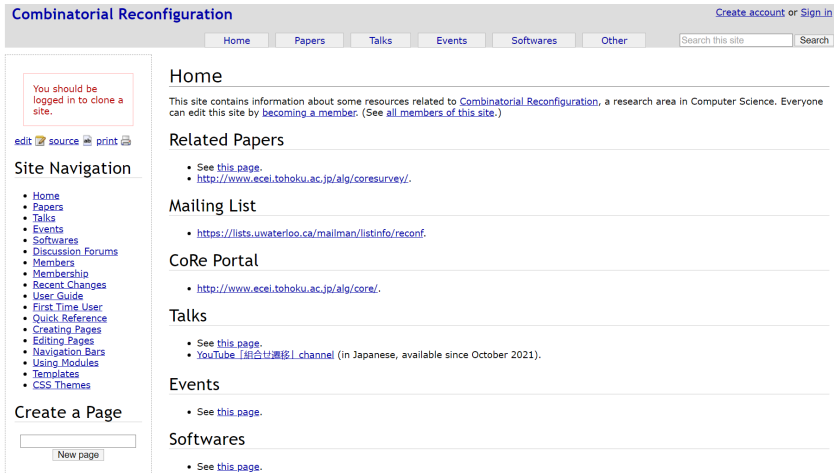 Combinatorial Reconfiguration
Create account or Sign in
Home Papers Talks Events Softwares Other Search this site Search
You should be
logged in to clone a
site.
edit source print
Site Navigation
Home
Papers
Talks
Events
Softwares
Discussion Forums
Members
Membership
Recent Changes
User Guide
First Time User
Quick Reference
Creating Pages
Editing Pages
Navigation Bars
Using Modules
Templates
CSS Themes
Create a Page
New page
Home
This site contains information about some resources related to Combinatorial Reconfiguration, a research area in Computer Science. Everyone
can edit this site by becoming a member. (See all members of this site.)
Related Papers
See this page.
http://www.ecei.tohoku.ac.jp/alg/coresurvey/.
Mailing List
https://lists.uwaterloo.ca/mailman/listinfo/reconf.
CoRe Portal
http://www.ecei.tohoku.ac.jp/alg/core/.
Talks
See this page.
YouTube「組合せ遷移」channel (in Japanese, available since October 2021).
Events
See this page.
Softwares
See this page.